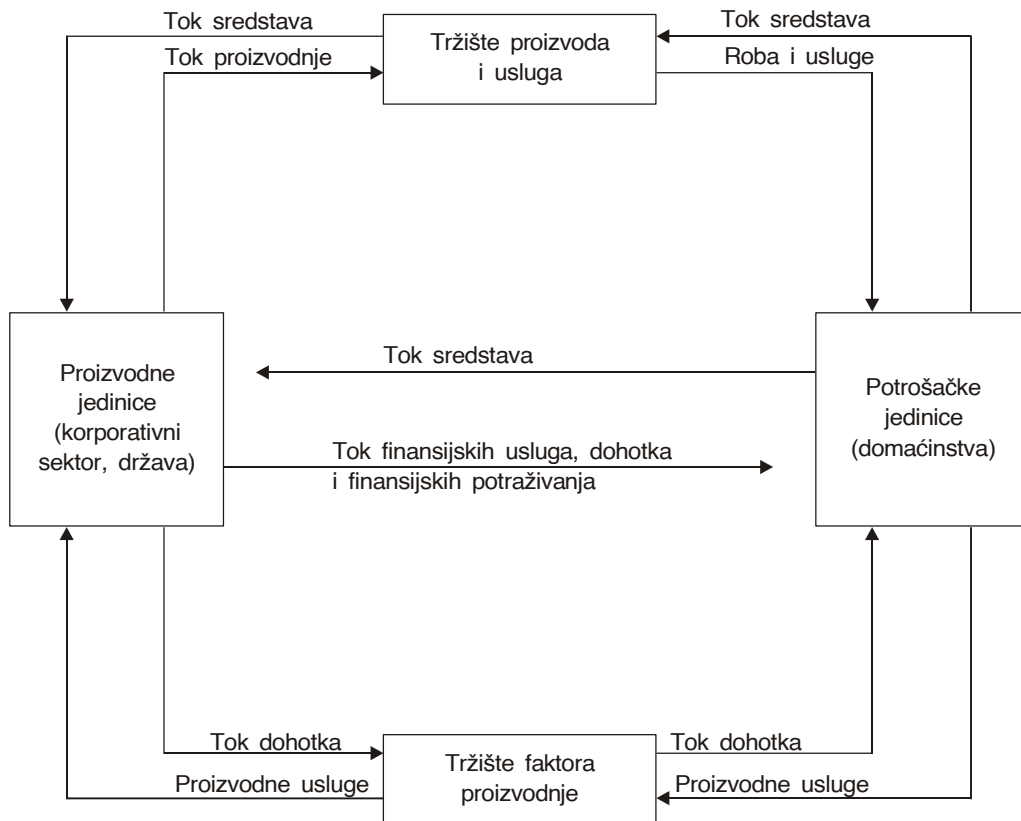 Tok sredstava
Tržište proizvoda
i usluga
Tok sredstava
Tok proizvodnje
Roba i usluge
Proizvodne
jedinice
(korporativni
sektor, država)
Tok sredstava
Tok finansijskih usluga, dohotka
i finansijskih potraživanja
Potrošačke
jedinice
(domaćinstva)
Tok dohotka
Tržište faktora
proizvodnje
Tok dohotka
Proizvodne usluge
Proizvodne usluge